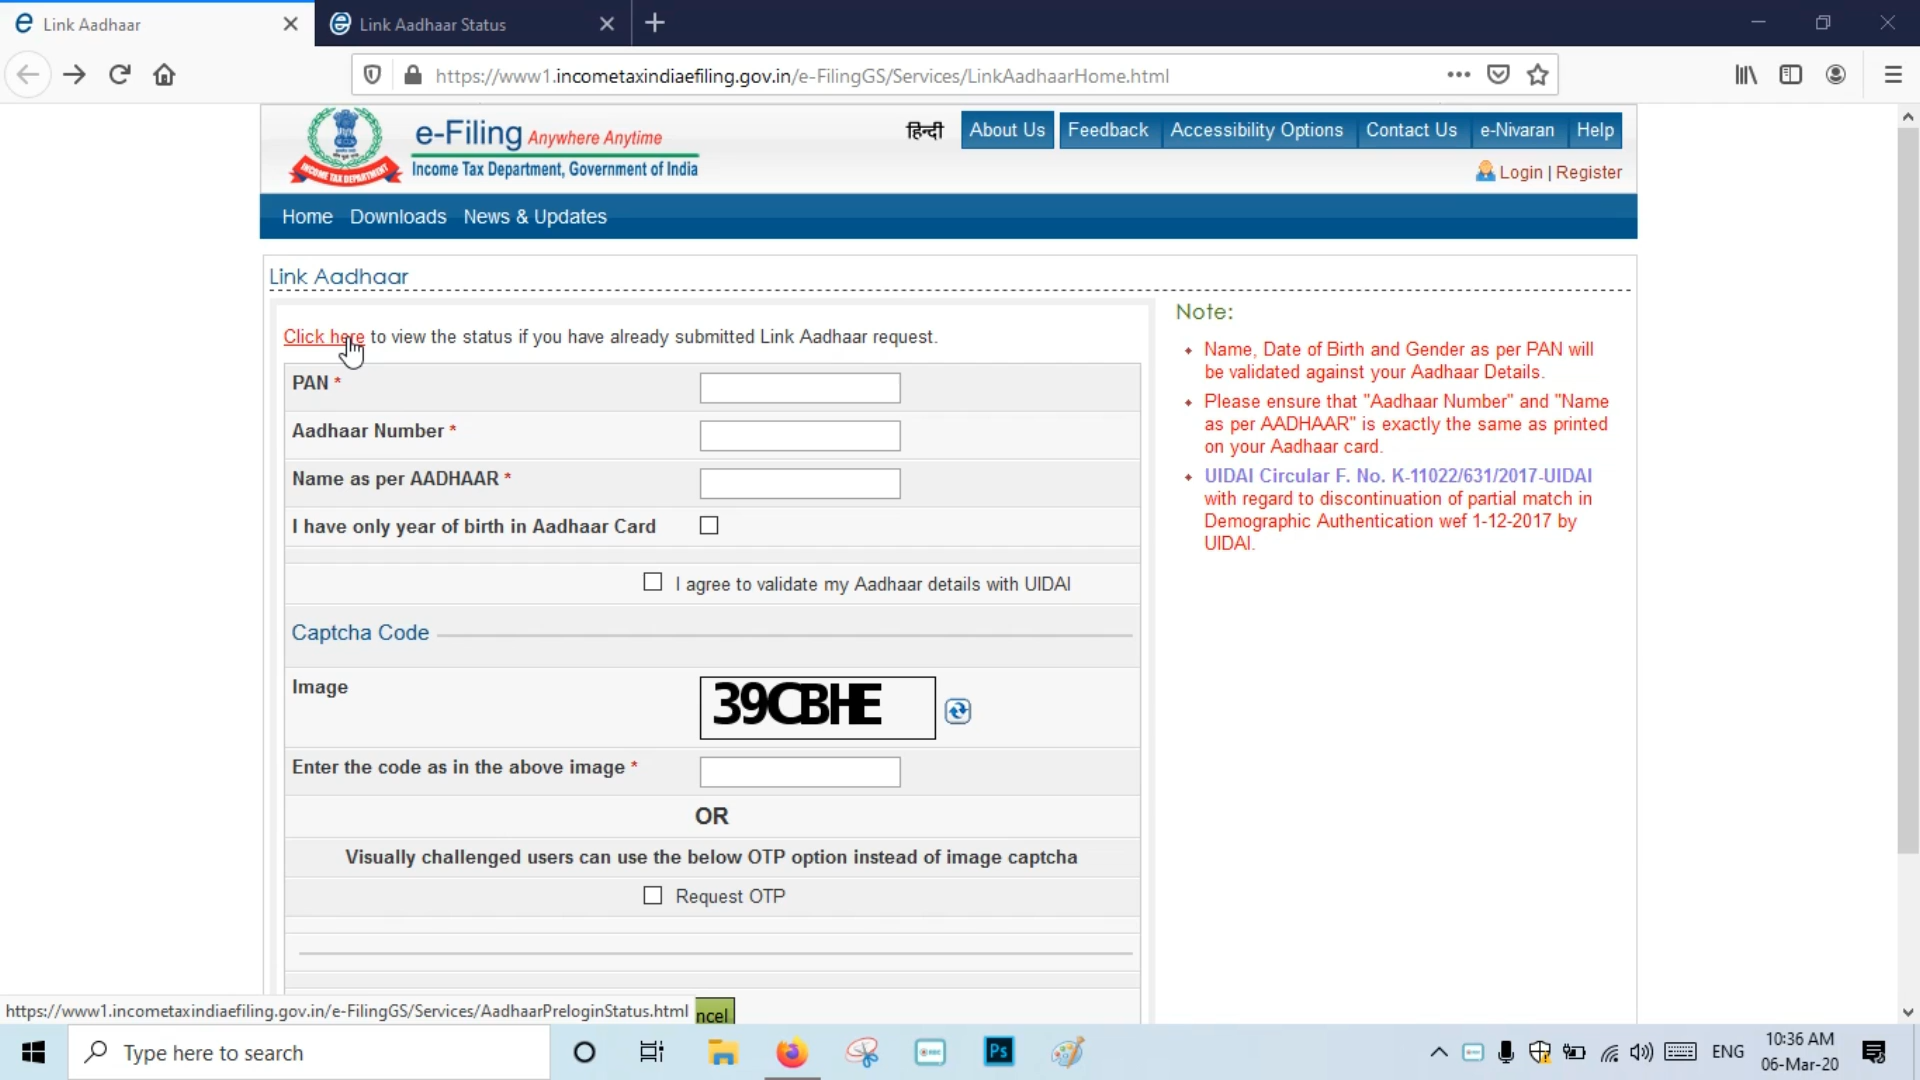 Link Aadhaar
Link Aadhaar Status
https://www1.incometaxindiaefiling.gov.in/e-FilingGS/Services/LinkAadhaarHome.html
e-Filing Anywhere Anytime
Income Tax Department, Government of India
INCOME TAX DEPARTMENT
हिन्दी About Us Feedback Accessibility Options Contact Us e-Nivaran Help
Login | Register
Home Downloads News & Updates
Link Aadhaar
Click here to view the status if you have already submitted Link Aadhaar request.
PAN *
Aadhaar Number *
Name as per AADHAAR *
I have only year of birth in Aadhaar Card
I agree to validate my Aadhaar details with UIDAI
Captcha Code
Image
39CBHE
Enter the code as in the above image *
OR
Visually challenged users can use the below OTP option instead of image captcha
Request OTP
Note:
Name, Date of Birth and Gender as per PAN will
be validated against your Aadhaar Details.
Please ensure that "Aadhaar Number" and "Name
as per AADHAAR" is exactly the same as printed
on your Aadhaar card.
UIDAI Circular F. No. K-11022/631/2017-UIDAI
with regard to discontinuation of partial match in
Demographic Authentication wef 1-12-2017 by
UIDAI.
https://www1.incometaxindiaefiling.gov.in/e-FilingGS/Services/AadhaarPreloginStatus.html
ncel
Type here to search
Ps
ENG
10:36 AM
06-Mar-20